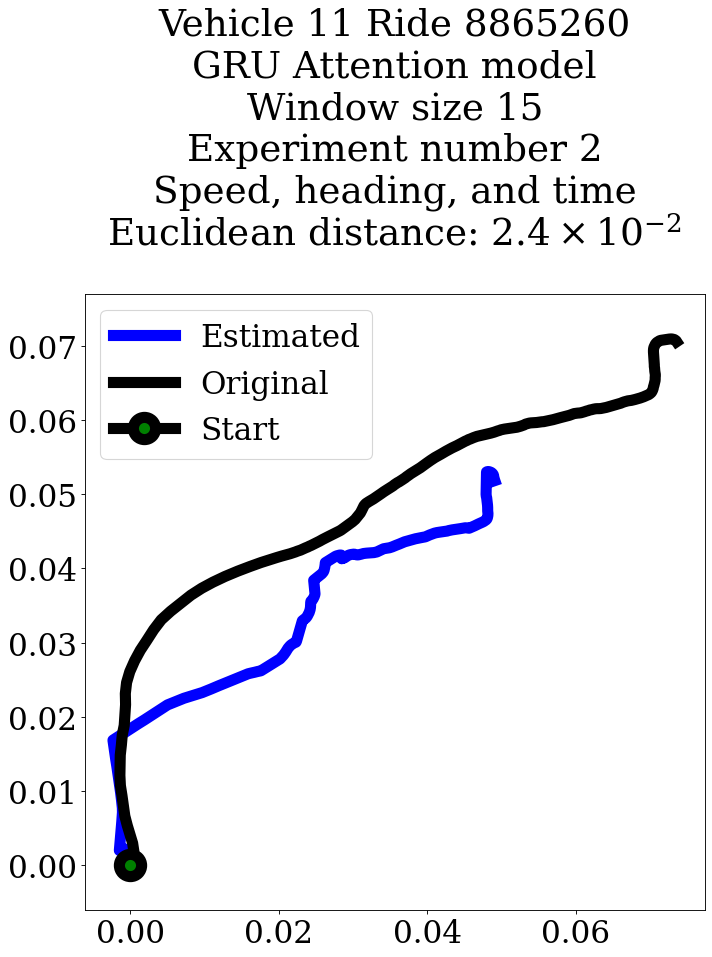 Vehicle 11 Ride 8865260
GRU Attention model
Window size 15
Experiment number 2
Speed, heading, and time
Euclidean distance: 2.4 × 10⁻²
Estimated
Original
Start
0.07
0.06
0.05
0.04
0.03
0.02
0.01
0.00
0.00 0.02 0.04 0.06